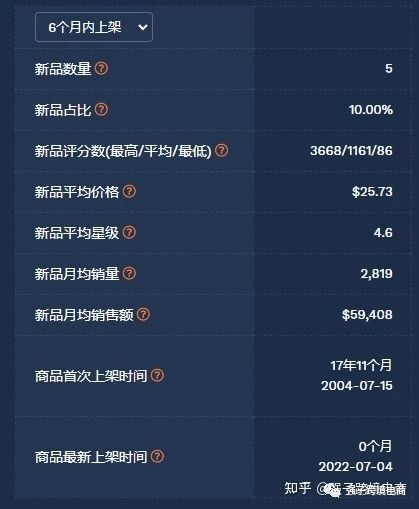 6个月内上架
新品数量 ?
5
新品占比 ?
10.00%
新品评分数(最高/平均/最低) ?
3668/1161/86
新品平均价格 ?
$25.73
新品平均星级 ?
4.6
新品月均销量 ?
2,819
新品月均销售额 ?
$59,408
商品首次上架时间 ?
17年11个月
2004-07-15
商品最新上架时间 ?
0个月
2022-07-04
知乎 @ 跨境电商